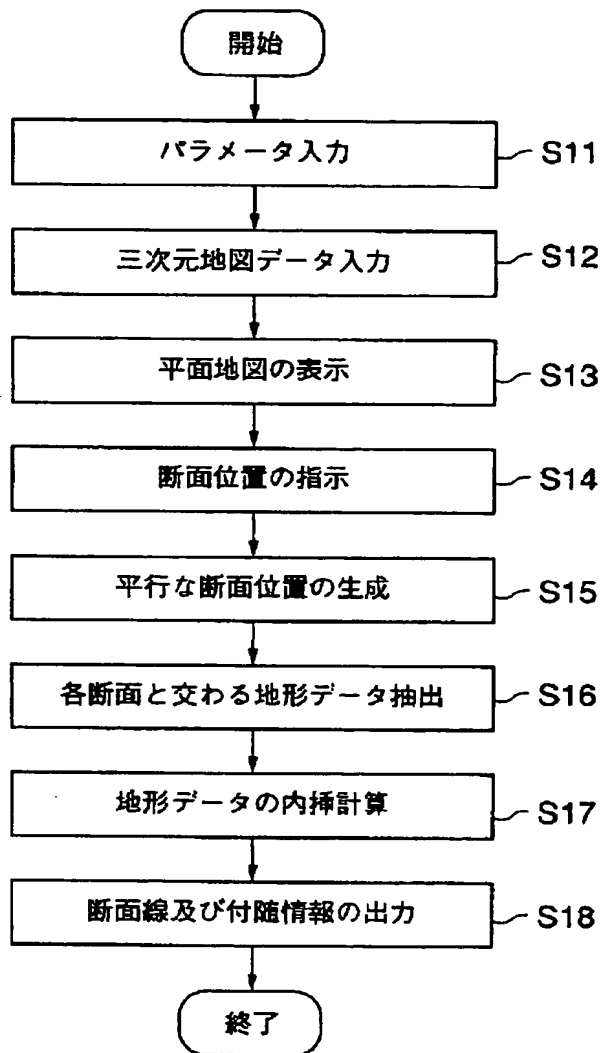 開始
パラメータ入力
S11
三次元地図データ入力
S12
平面地図の表示
S13
断面位置の指示
S14
平行な断面位置の生成
S15
各断面と交わる地形データ抽出
S16
地形データの内挿計算
S17
断面線及び付随情報の出力
S18
終了